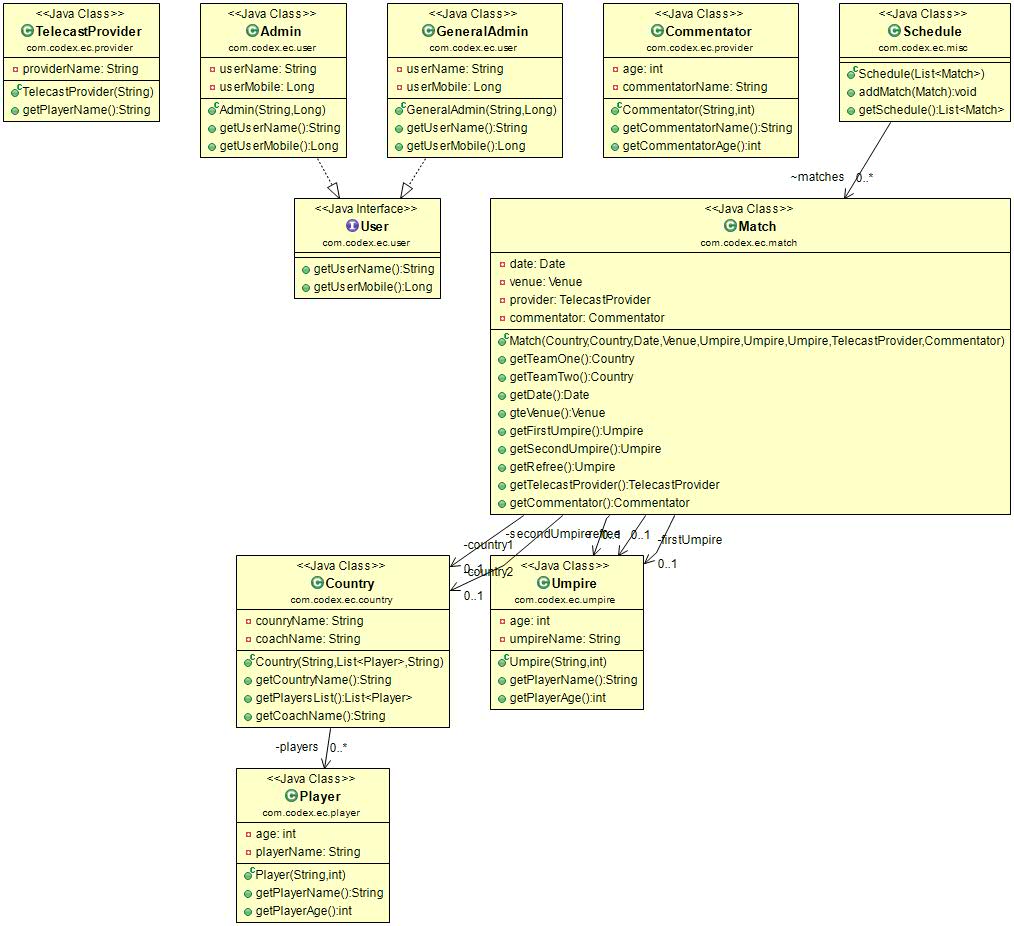 <<Java Class>>
TelecastProvider
com.codex.ec.provider
providerName: String
TelecastProvider(String)
getPlayerName():String
<<Java Class>>
Admin
com.codex.ec.user
userName: String
userMobile: Long
Admin(String,Long)
getUserName():String
getUserMobile():Long
<<Java Class>>
GeneralAdmin
com.codex.ec.user
userName: String
userMobile: Long
GeneralAdmin(String,Long)
getUserName():String
getUserMobile():Long
<<Java Class>>
Commentator
com.codex.ec.provider
age: int
commentatorName: String
Commentator(String,int)
getCommentatorName():String
getCommentatorAge():int
<<Java Class>>
Schedule
com.codex.ec.misc
Schedule(List<Match>)
addMatch(Match):void
getSchedule():List<Match>
~matches 0..*
<<Java Interface>>
User
com.codex.ec.user
getUserName():String
getUserMobile():Long
<<Java Class>>
Match
com.codex.ec.match
date: Date
venue: Venue
provider: TelecastProvider
commentator: Commentator
Match(Country,Country,Date,Venue,Umpire,Umpire,Umpire,TelecastProvider,Commentator)
getTeamOne():Country
getTeamTwo():Country
getDate():Date
gteVenue():Venue
getFirstUmpire():Umpire
getSecondUmpire():Umpire
getRefree():Umpire
getTelecastProvider():TelecastProvider
getCommentator():Commentator
-country1
0..1
-country2
0..1
-secondUmpire
0..1
-firstUmpire
0..1
<<Java Class>>
Country
com.codex.ec.country
counryName: String
coachName: String
Country(String,List<Player>,String)
getCountryName():String
getPlayersList():List<Player>
getCoachName():String
<<Java Class>>
Umpire
com.codex.ec.umpire
age: int
umpireName: String
Umpire(String,int)
getPlayerName():String
getPlayerAge():int
-players 0..*
<<Java Class>>
Player
com.codex.ec.player
age: int
playerName: String
Player(String,int)
getPlayerName():String
getPlayerAge():int